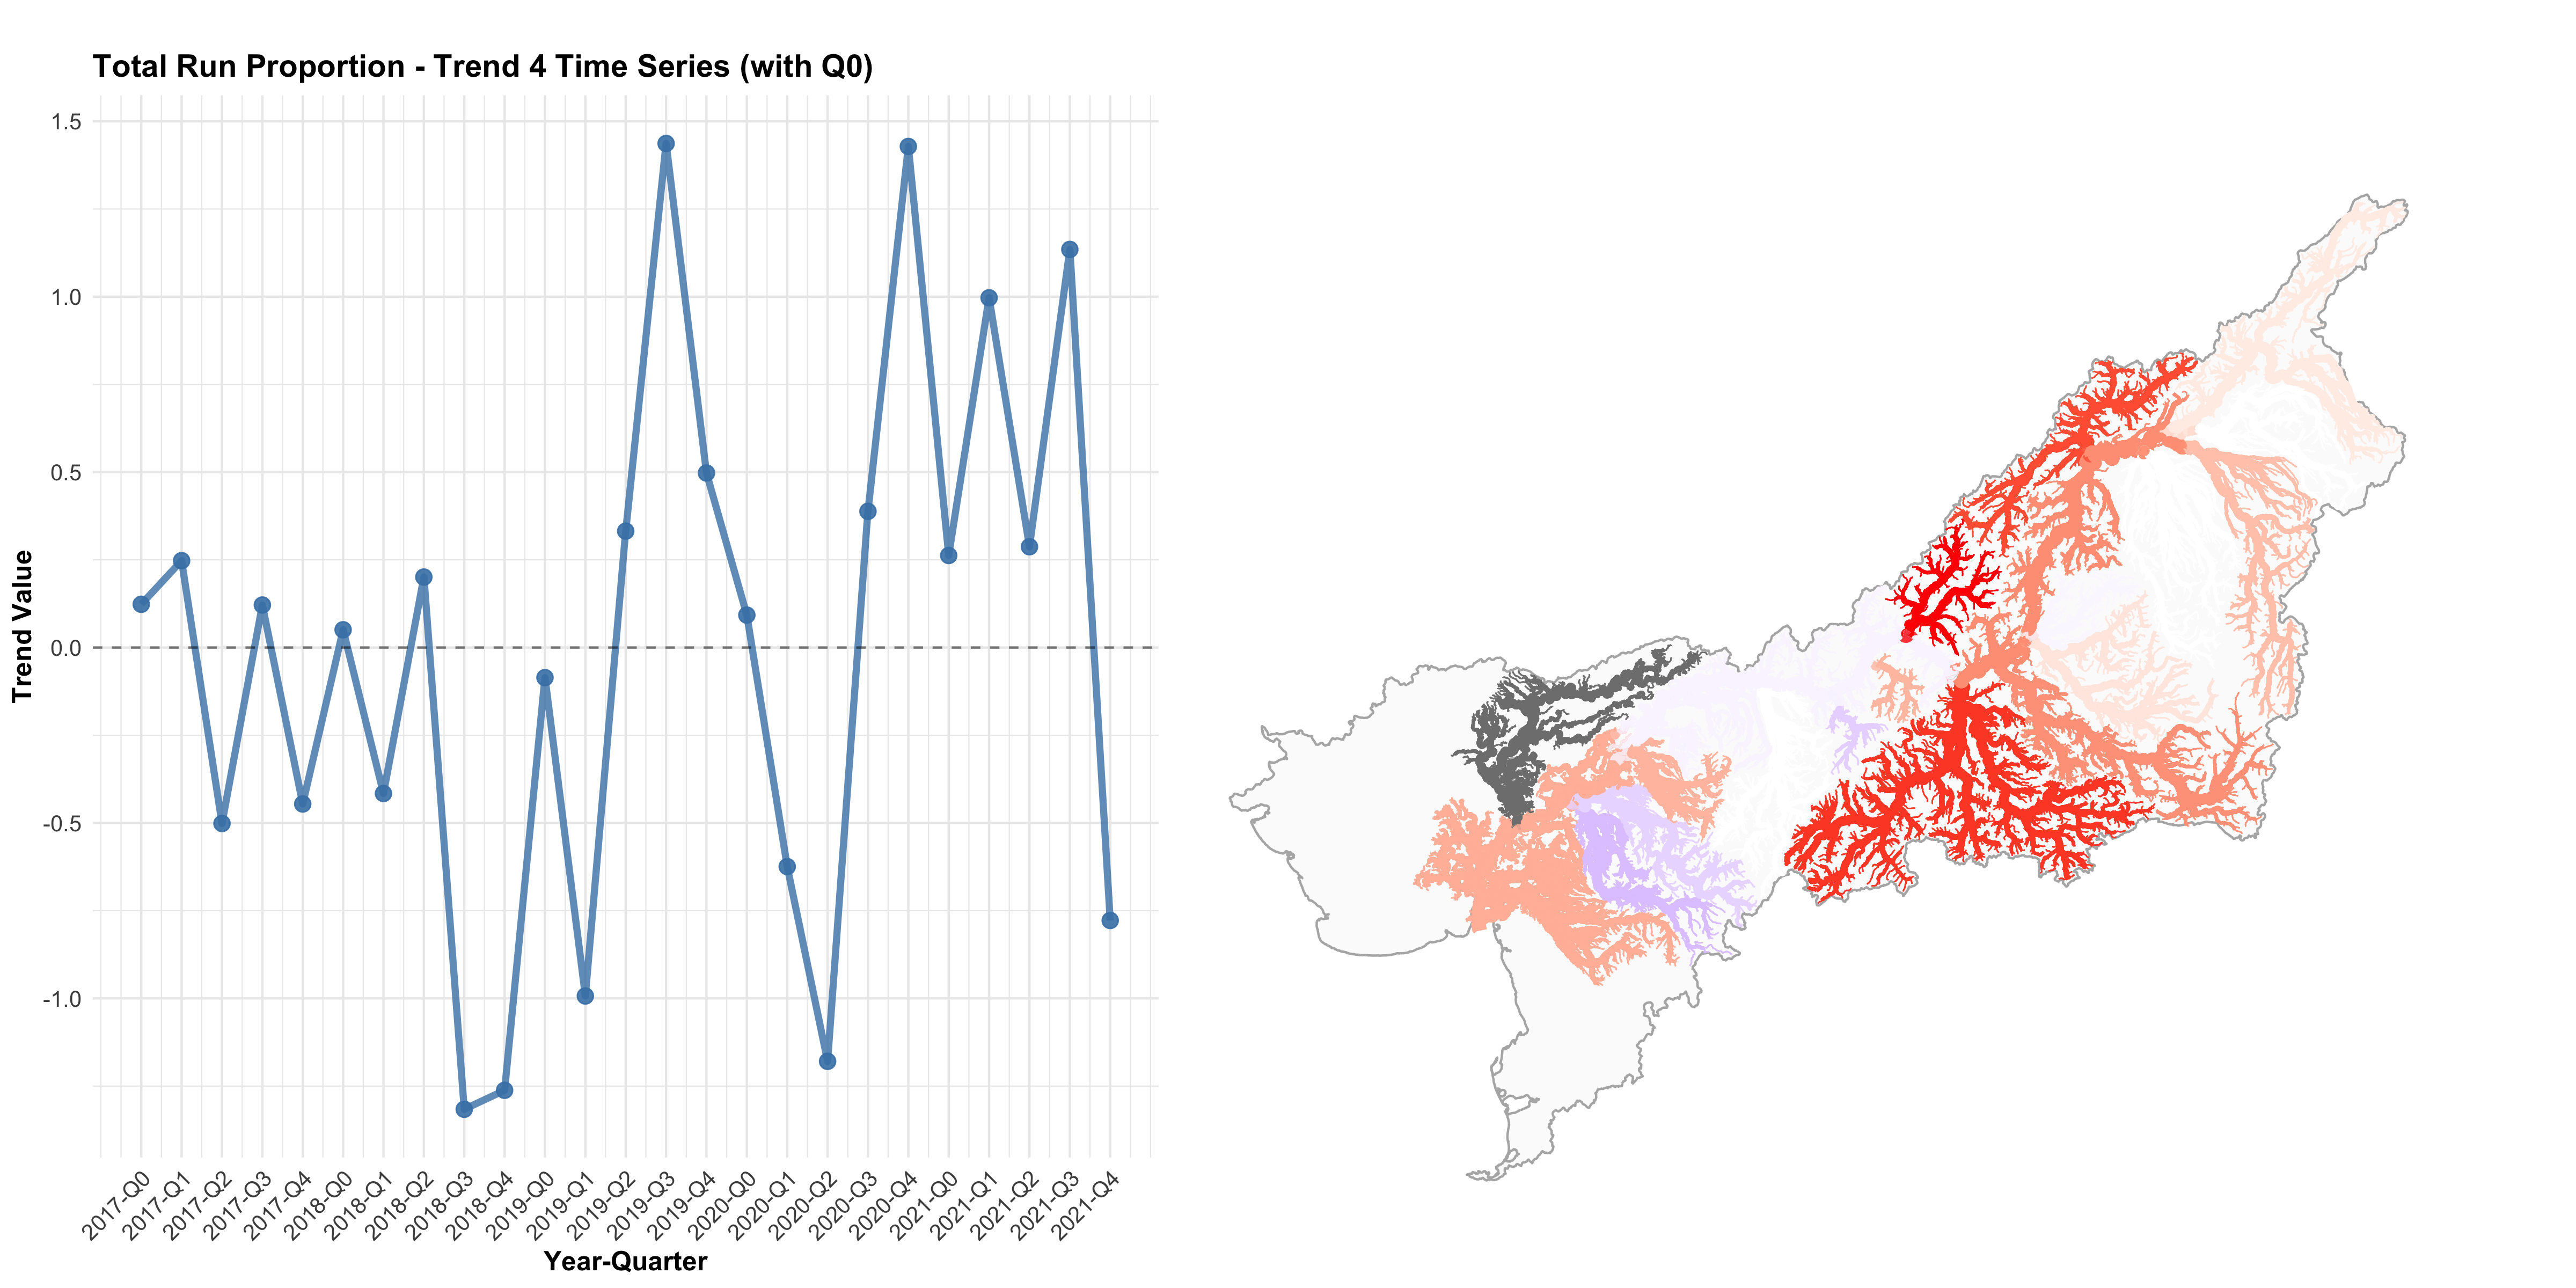 Total Run Proportion - Trend 4 Time Series (with Q0)
Trend Value
1.5
1.0
0.5
0.0
-0.5
-1.0
2017-Q0
2017-Q1
2017-Q2
2017-Q3
2017-Q4
2018-Q0
2018-Q1
2018-Q2
2018-Q3
2018-Q4
2019-Q0
2019-Q1
2019-Q2
2019-Q3
2019-Q4
2020-Q0
2020-Q1
2020-Q2
2020-Q3
2020-Q4
2021-Q0
2021-Q1
2021-Q2
2021-Q3
2021-Q4
Year-Quarter